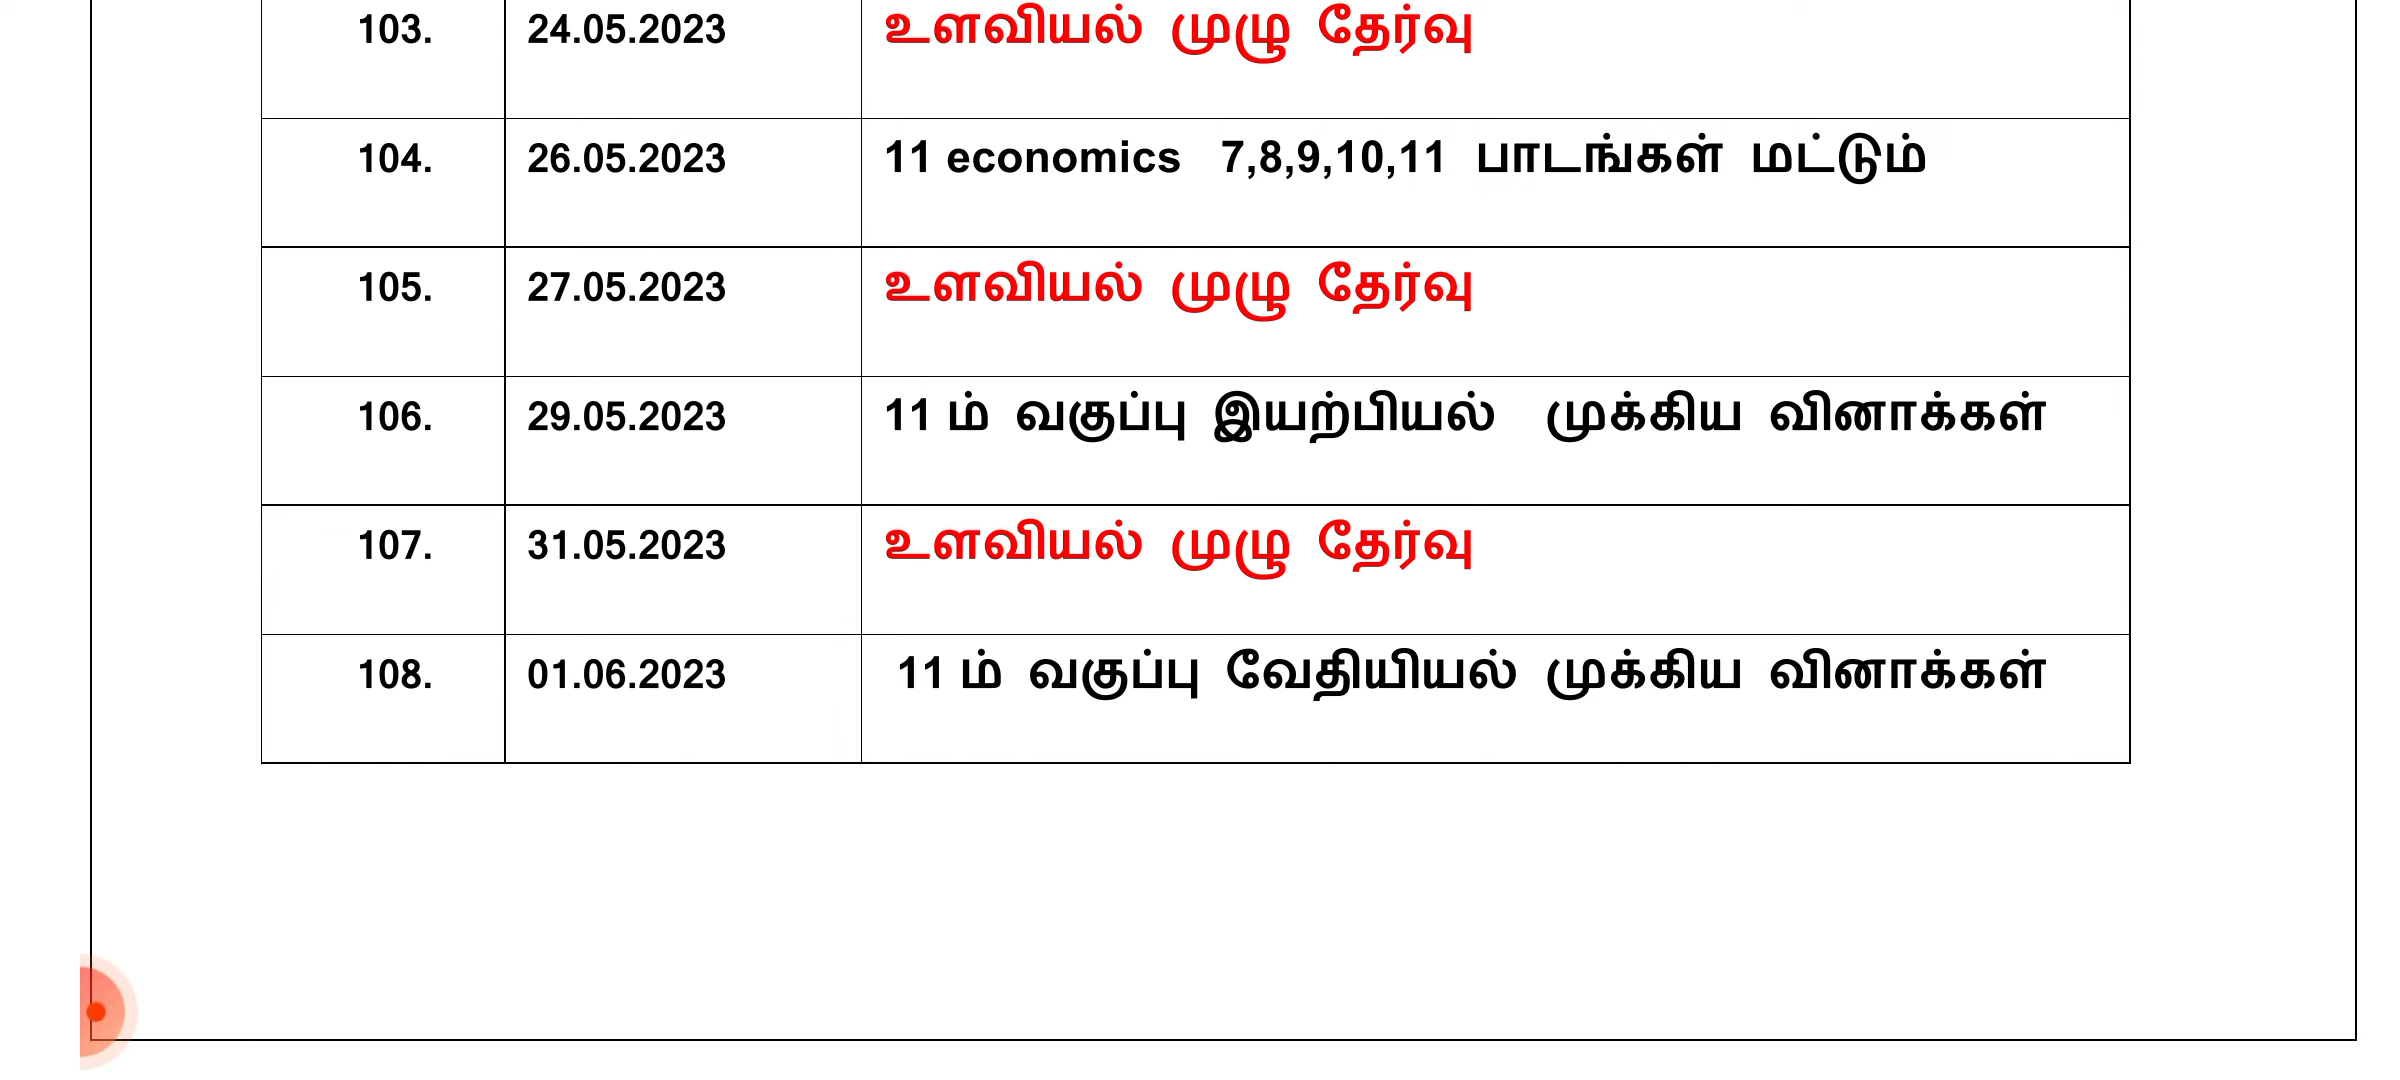 103. 24.05.2023 உளவியல் முழு தேர்வு
104. 26.05.2023 11 economics 7,8,9,10,11 பாடங்கள் மட்டும்
105. 27.05.2023 உளவியல் முழு தேர்வு
106. 29.05.2023 11 ம் வகுப்பு இயற்பியல் முக்கிய வினாக்கள்
107. 31.05.2023 உளவியல் முழு தேர்வு
108. 01.06.2023 11 ம் வகுப்பு வேதியியல் முக்கிய வினாக்கள்